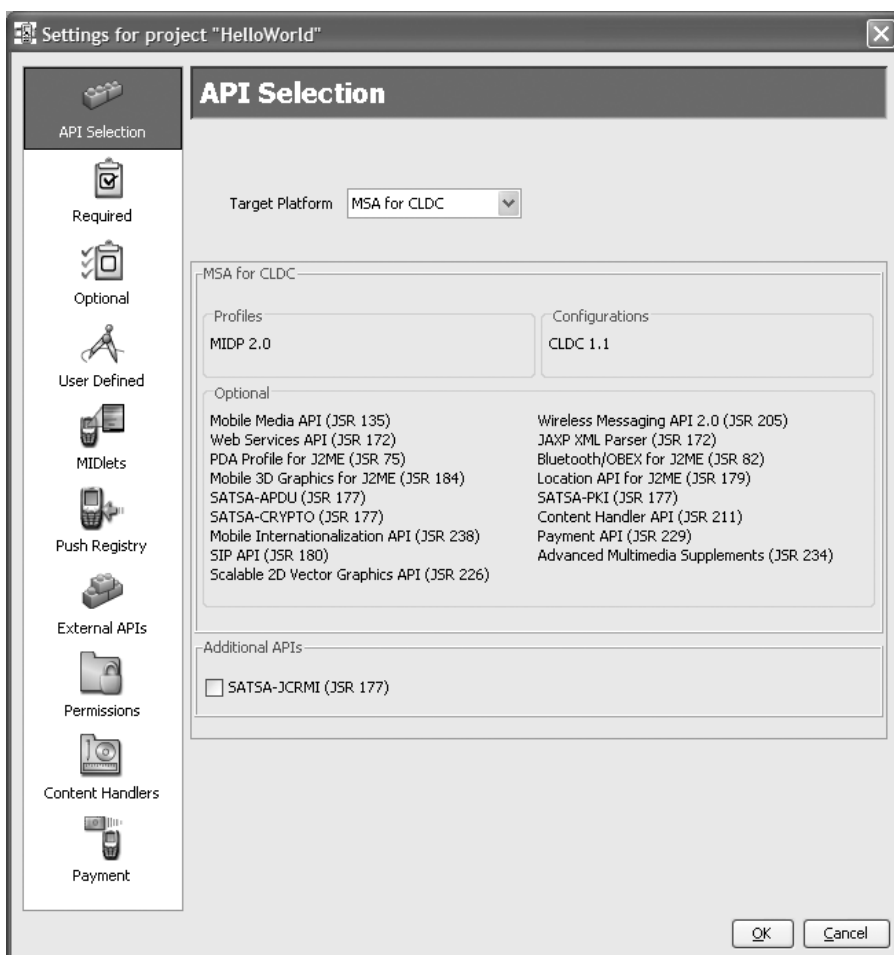 Settings for project "HelloWorld"
API Selection
Required
Optional
User Defined
MIDlets
Push Registry
External APIs
Permissions
Content Handlers
Payment
API Selection
Target Platform MSA for CLDC
MSA for CLDC
Profiles
MIDP 2.0
Configurations
CLDC 1.1
Optional
Mobile Media API (JSR 135)
Web Services API (JSR 172)
PDA Profile for J2ME (JSR 75)
Mobile 3D Graphics for J2ME (JSR 184)
SATSA-APDU (JSR 177)
SATSA-CRYPTO (JSR 177)
Mobile Internationalization API (JSR 238)
SIP API (JSR 180)
Scalable 2D Vector Graphics API (JSR 226)
Wireless Messaging API 2.0 (JSR 205)
JAXP XML Parser (JSR 172)
Bluetooth/OBEX for J2ME (JSR 82)
Location API for J2ME (JSR 179)
SATSA-PKI (JSR 177)
Content Handler API (JSR 211)
Payment API (JSR 229)
Advanced Multimedia Supplements (JSR 234)
Additional APIs
SATSA-JCRMI (JSR 177)
OK
Cancel